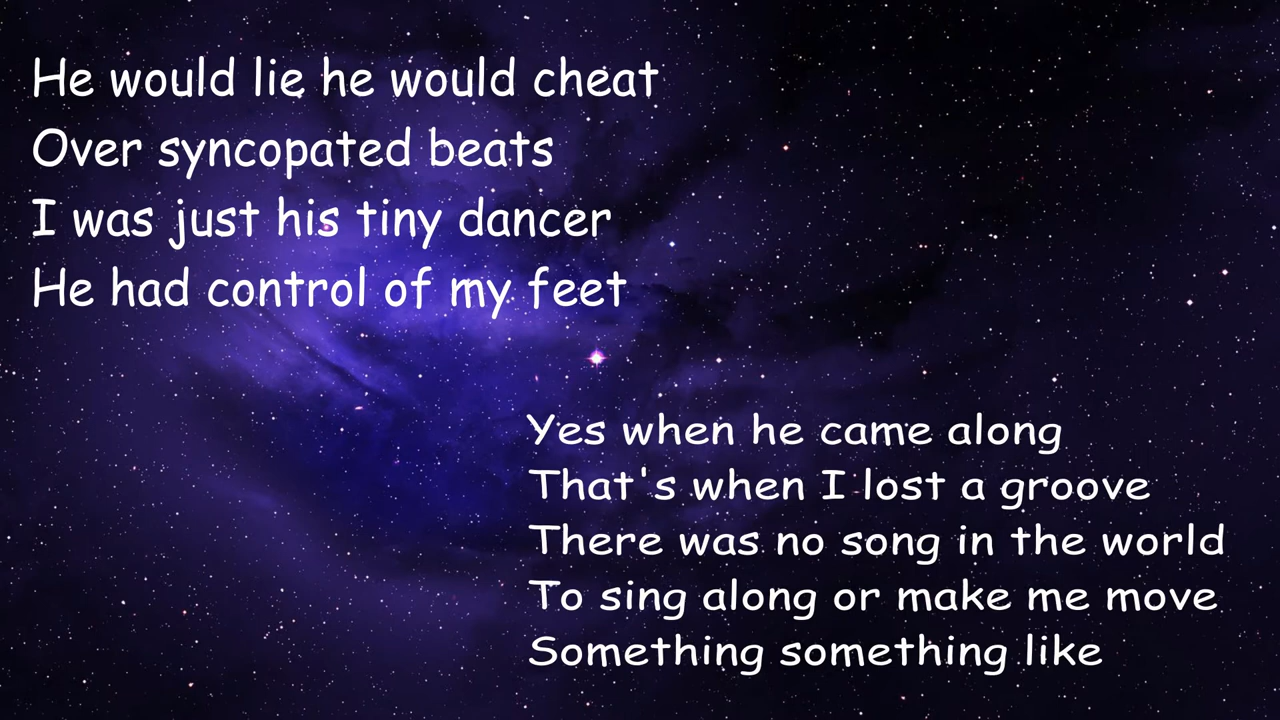 He would lie he would cheat
Over syncopated beats
I was just his tiny dancer
He had control of my feet
Yes when he came along
That's when I lost a groove
There was no song in the world
To sing along or make me move
Something something like